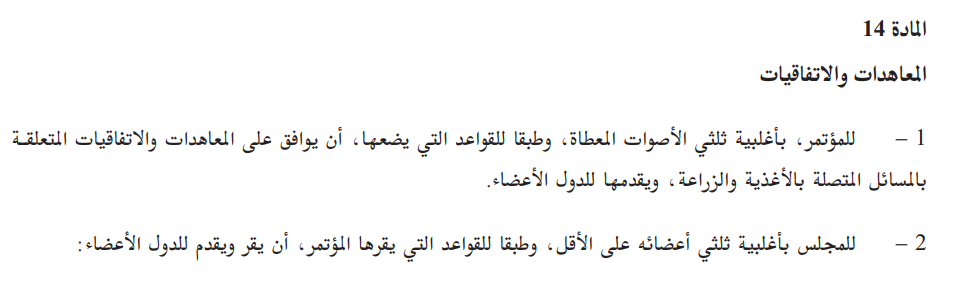 المادة 14
المعاهدات والاتفاقيات
1 – للمؤتمر، بأغلبية ثلثي الأصوات المعطاة، وطبقا للقواعد التي يضعها، أن يوافق على المعاهدات والاتفاقيات المتعلقـة
بالمسائل المتصلة بالأغذية والزراعة، ويقدمها للدول الأعضاء.
2 – للمجلس بأغلبية ثلثي أعضائه على الأقل، وطبقا للقواعد التي يقرها المؤتمر، أن يقر ويقدم للدول الأعضاء: